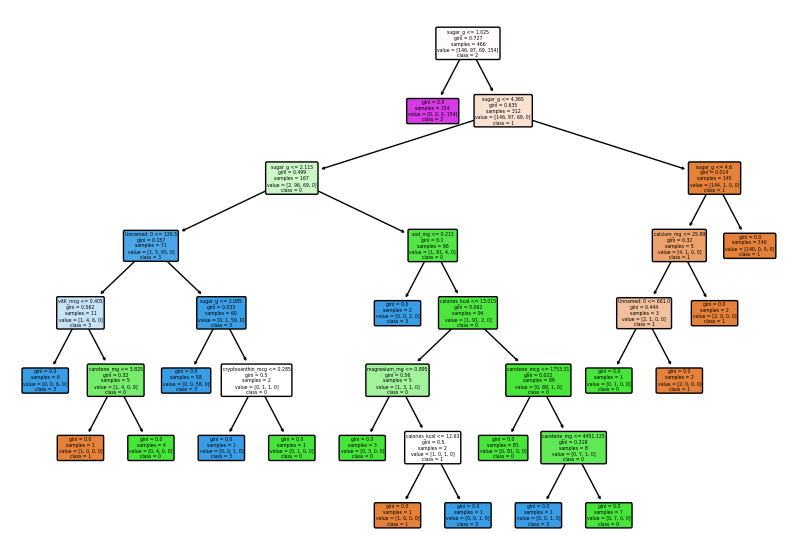 sugar_g <= 1.025
gini = 0.727
samples = 466
value = [146, 97, 69, 154]
class = 2
gini = 0.0
samples = 154
value = [0, 0, 0, 154]
class = 2
sugar_g <= 4.365
gini = 0.635
samples = 312
value = [146, 97, 69, 0]
class = 1
sugar_g <= 2.115
gini = 0.499
samples = 167
value = [2, 96, 69, 0]
class = 0
sugar_g <= 4.6
gini = 0.014
samples = 145
value = [144, 1, 0, 0]
class = 1
Unnamed: 0 <= 126.5
gini = 0.157
samples = 71
value = [1, 5, 65, 0]
class = 3
sod_mg <= 0.215
gini = 0.1
samples = 96
value = [1, 91, 4, 0]
class = 0
calcium_mg <= 25.99
gini = 0.32
samples = 5
value = [4, 1, 0, 0]
class = 1
gini = 0.0
samples = 140
value = [140, 0, 0, 0]
class = 1
vitK_mcg <= 0.405
gini = 0.562
samples = 11
value = [1, 4, 6, 0]
class = 3
sugar_g <= 2.085
gini = 0.033
samples = 60
value = [0, 1, 59, 0]
class = 3
gini = 0.0
samples = 2
value = [0, 0, 2, 0]
class = 3
calories_kcal <= 13.015
gini = 0.062
samples = 94
value = [1, 91, 2, 0]
class = 0
Unnamed: 0 <= 681.0
gini = 0.444
samples = 3
value = [2, 1, 0, 0]
class = 1
gini = 0.0
samples = 2
value = [2, 0, 0, 0]
class = 1
gini = 0.0
samples = 6
value = [0, 0, 6, 0]
class = 3
carotene_mg <= 3.825
gini = 0.32
samples = 5
value = [1, 4, 0, 0]
class = 0
gini = 0.0
samples = 58
value = [0, 0, 58, 0]
class = 3
cryptoxanthin_mcg <= 0.285
gini = 0.5
samples = 2
value = [0, 1, 1, 0]
class = 0
magnesium_mg <= 0.895
gini = 0.56
samples = 5
value = [1, 3, 1, 0]
class = 0
carotene_mcg <= 1753.31
gini = 0.022
samples = 89
value = [0, 88, 1, 0]
class = 0
gini = 0.0
samples = 1
value = [0, 1, 0, 0]
class = 0
gini = 0.0
samples = 2
value = [2, 0, 0, 0]
class = 1
gini = 0.0
samples = 1
value = [1, 0, 0, 0]
class = 1
gini = 0.0
samples = 4
value = [0, 4, 0, 0]
class = 0
gini = 0.0
samples = 1
value = [0, 0, 1, 0]
class = 3
gini = 0.0
samples = 1
value = [0, 1, 0, 0]
class = 0
gini = 0.0
samples = 3
value = [0, 3, 0, 0]
class = 0
calories_kcal <= 12.63
gini = 0.5
samples = 2
value = [1, 0, 1, 0]
class = 1
gini = 0.0
samples = 81
value = [0, 81, 0, 0]
class = 0
carotene_mg <= 4451.125
gini = 0.219
samples = 8
value = [0, 7, 1, 0]
class = 0
gini = 0.0
samples = 1
value = [1, 0, 0, 0]
class = 1
gini = 0.0
samples = 1
value = [0, 0, 1, 0]
class = 3
gini = 0.0
samples = 1
value = [0, 0, 1, 0]
class = 3
gini = 0.0
samples = 7
value = [0, 7, 0, 0]
class = 0